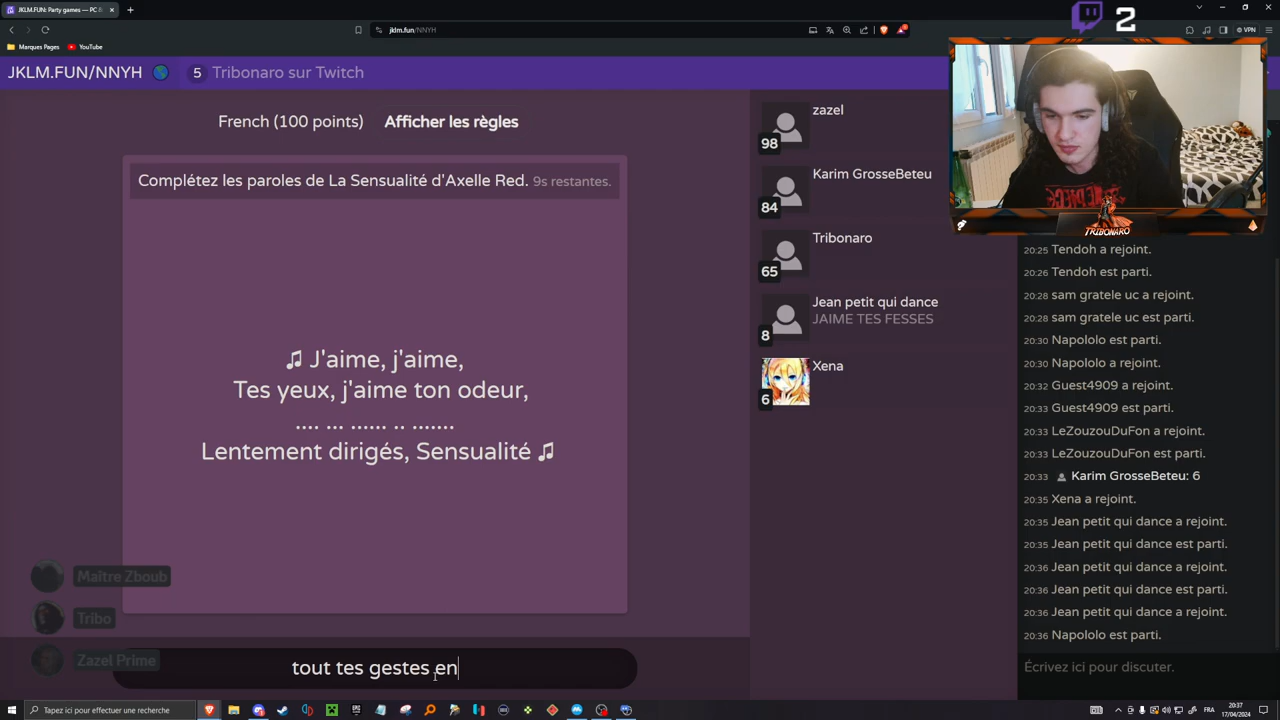 JKLM.FUN: Party games — PC B
jklm.fun/NNYH
VPN
Marques Pages
YouTube
2
JKLM.FUN/NNYH
5
Tribonaro sur Twitch
French (100 points)
Afficher les règles
Complétez les paroles de La Sensualité d'Axelle Red. 9s restantes.
♫ J'aime, j'aime,
Tes yeux, j'aime ton odeur,
.... ... ...... .. .......
Lentement dirigés, Sensualité ♫
Maître Zboub
Tribo
Zazel Prime
tout tes gestes en
zazel
98
Karim GrosseBeteu
84
Tribonaro
65
Jean petit qui dance
JAIME TES FESSES
8
Xena
6
TRIBONARO
20:25 Tendoh a rejoint.
20:26 Tendoh est parti.
20:28 sam gratele uc a rejoint.
20:28 sam gratele uc est parti.
20:30 Napololo est parti.
20:30 Napololo a rejoint.
20:32 Guest4909 a rejoint.
20:33 Guest4909 est parti.
20:33 LeZouzouDuFon a rejoint.
20:33 LeZouzouDuFon est parti.
20:33 Karim GrosseBeteu: 6
20:35 Xena a rejoint.
20:35 Jean petit qui dance a rejoint.
20:35 Jean petit qui dance est parti.
20:36 Jean petit qui dance a rejoint.
20:36 Jean petit qui dance est parti.
20:36 Jean petit qui dance a rejoint.
20:36 Napololo est parti.
Écrivez ici pour discuter.
Tapez ici pour effectuer une recherche
FRA
20:37
17/04/2024